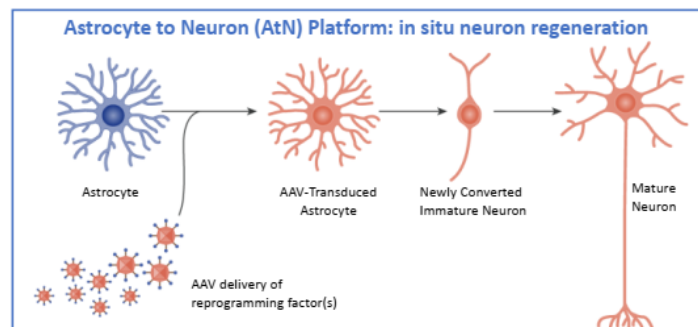 Astrocyte to Neuron (AtN) Platform: in situ neuron regeneration
Astrocyte
AAV-Transduced
Astrocyte
Newly Converted
Immature Neuron
Mature
Neuron
AAV delivery of
reprogramming factor(s)